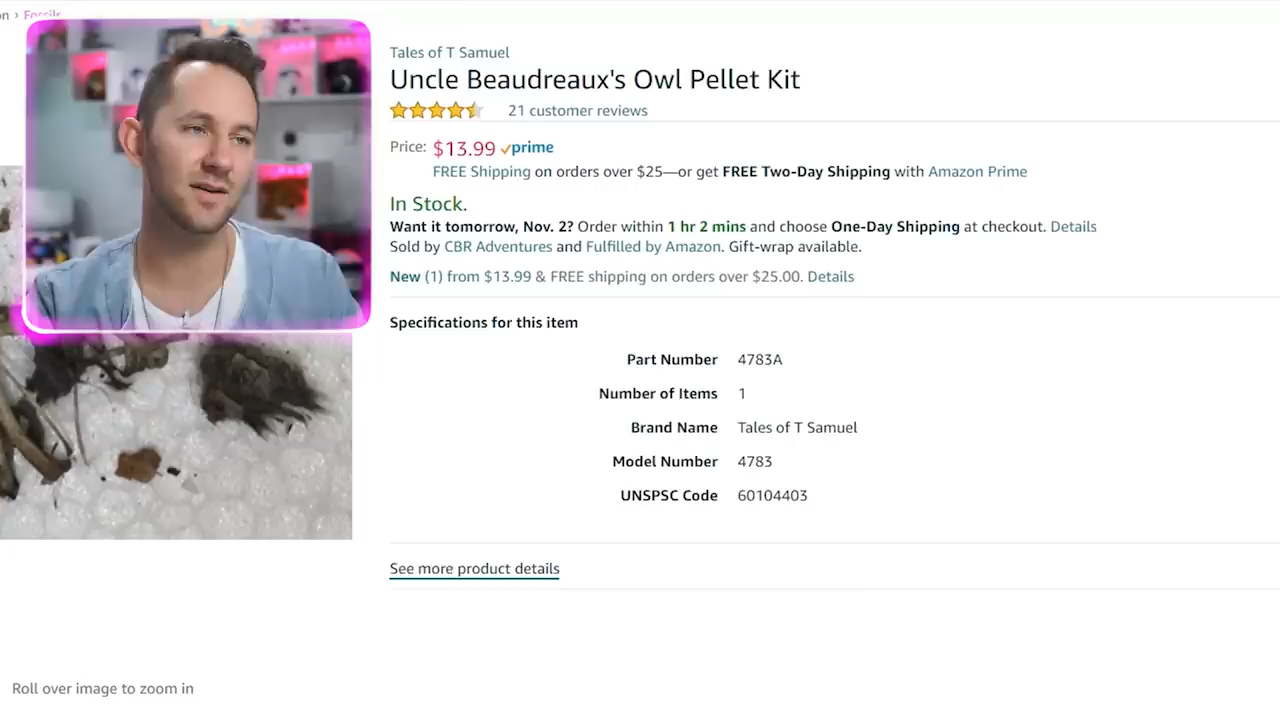 n › Fossils
Tales of T Samuel
Uncle Beaudreaux's Owl Pellet Kit
21 customer reviews
Price: $13.99 prime
FREE Shipping on orders over $25—or get FREE Two-Day Shipping with Amazon Prime
In Stock.
Want it tomorrow, Nov. 2? Order within 1 hr 2 mins and choose One-Day Shipping at checkout. Details
Sold by CBR Adventures and Fulfilled by Amazon. Gift-wrap available.
New (1) from $13.99 & FREE shipping on orders over $25.00. Details
Specifications for this item
Part Number 4783A
Number of Items 1
Brand Name Tales of T Samuel
Model Number 4783
UNSPSC Code 60104403
See more product details
Roll over image to zoom in